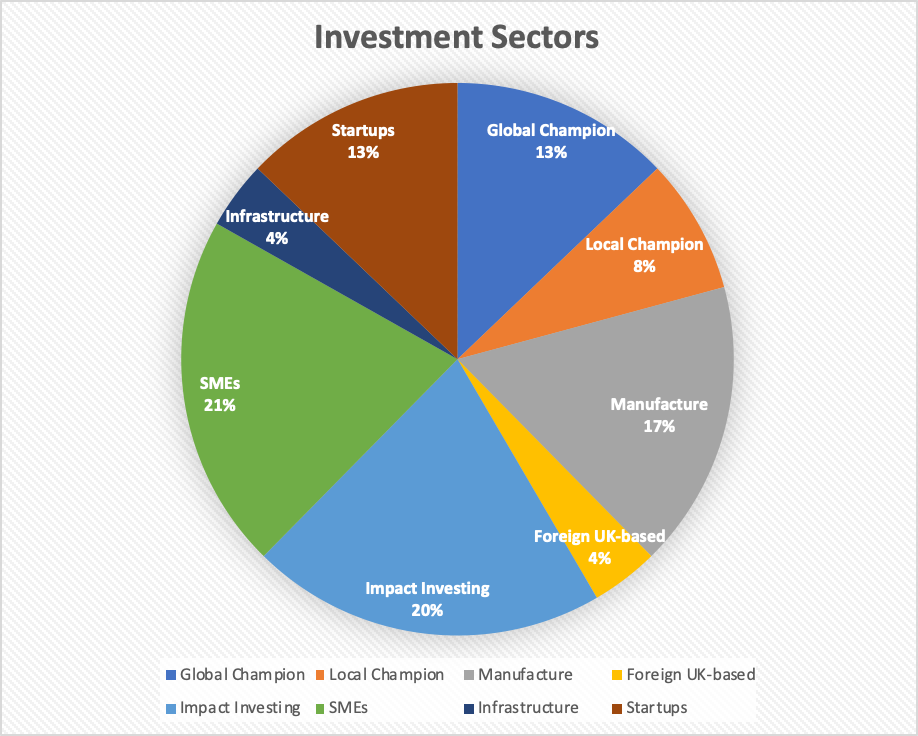 Investment Sectors
Startups
13%
Global Champion
13%
Infrastructure
4%
Local Champion
8%
SMEs
21%
Manufacture
17%
Foreign UK-based
4%
Impact Investing
20%
Global Champion Local Champion Manufacture Foreign UK-based
Impact Investing SMEs Infrastructure Startups